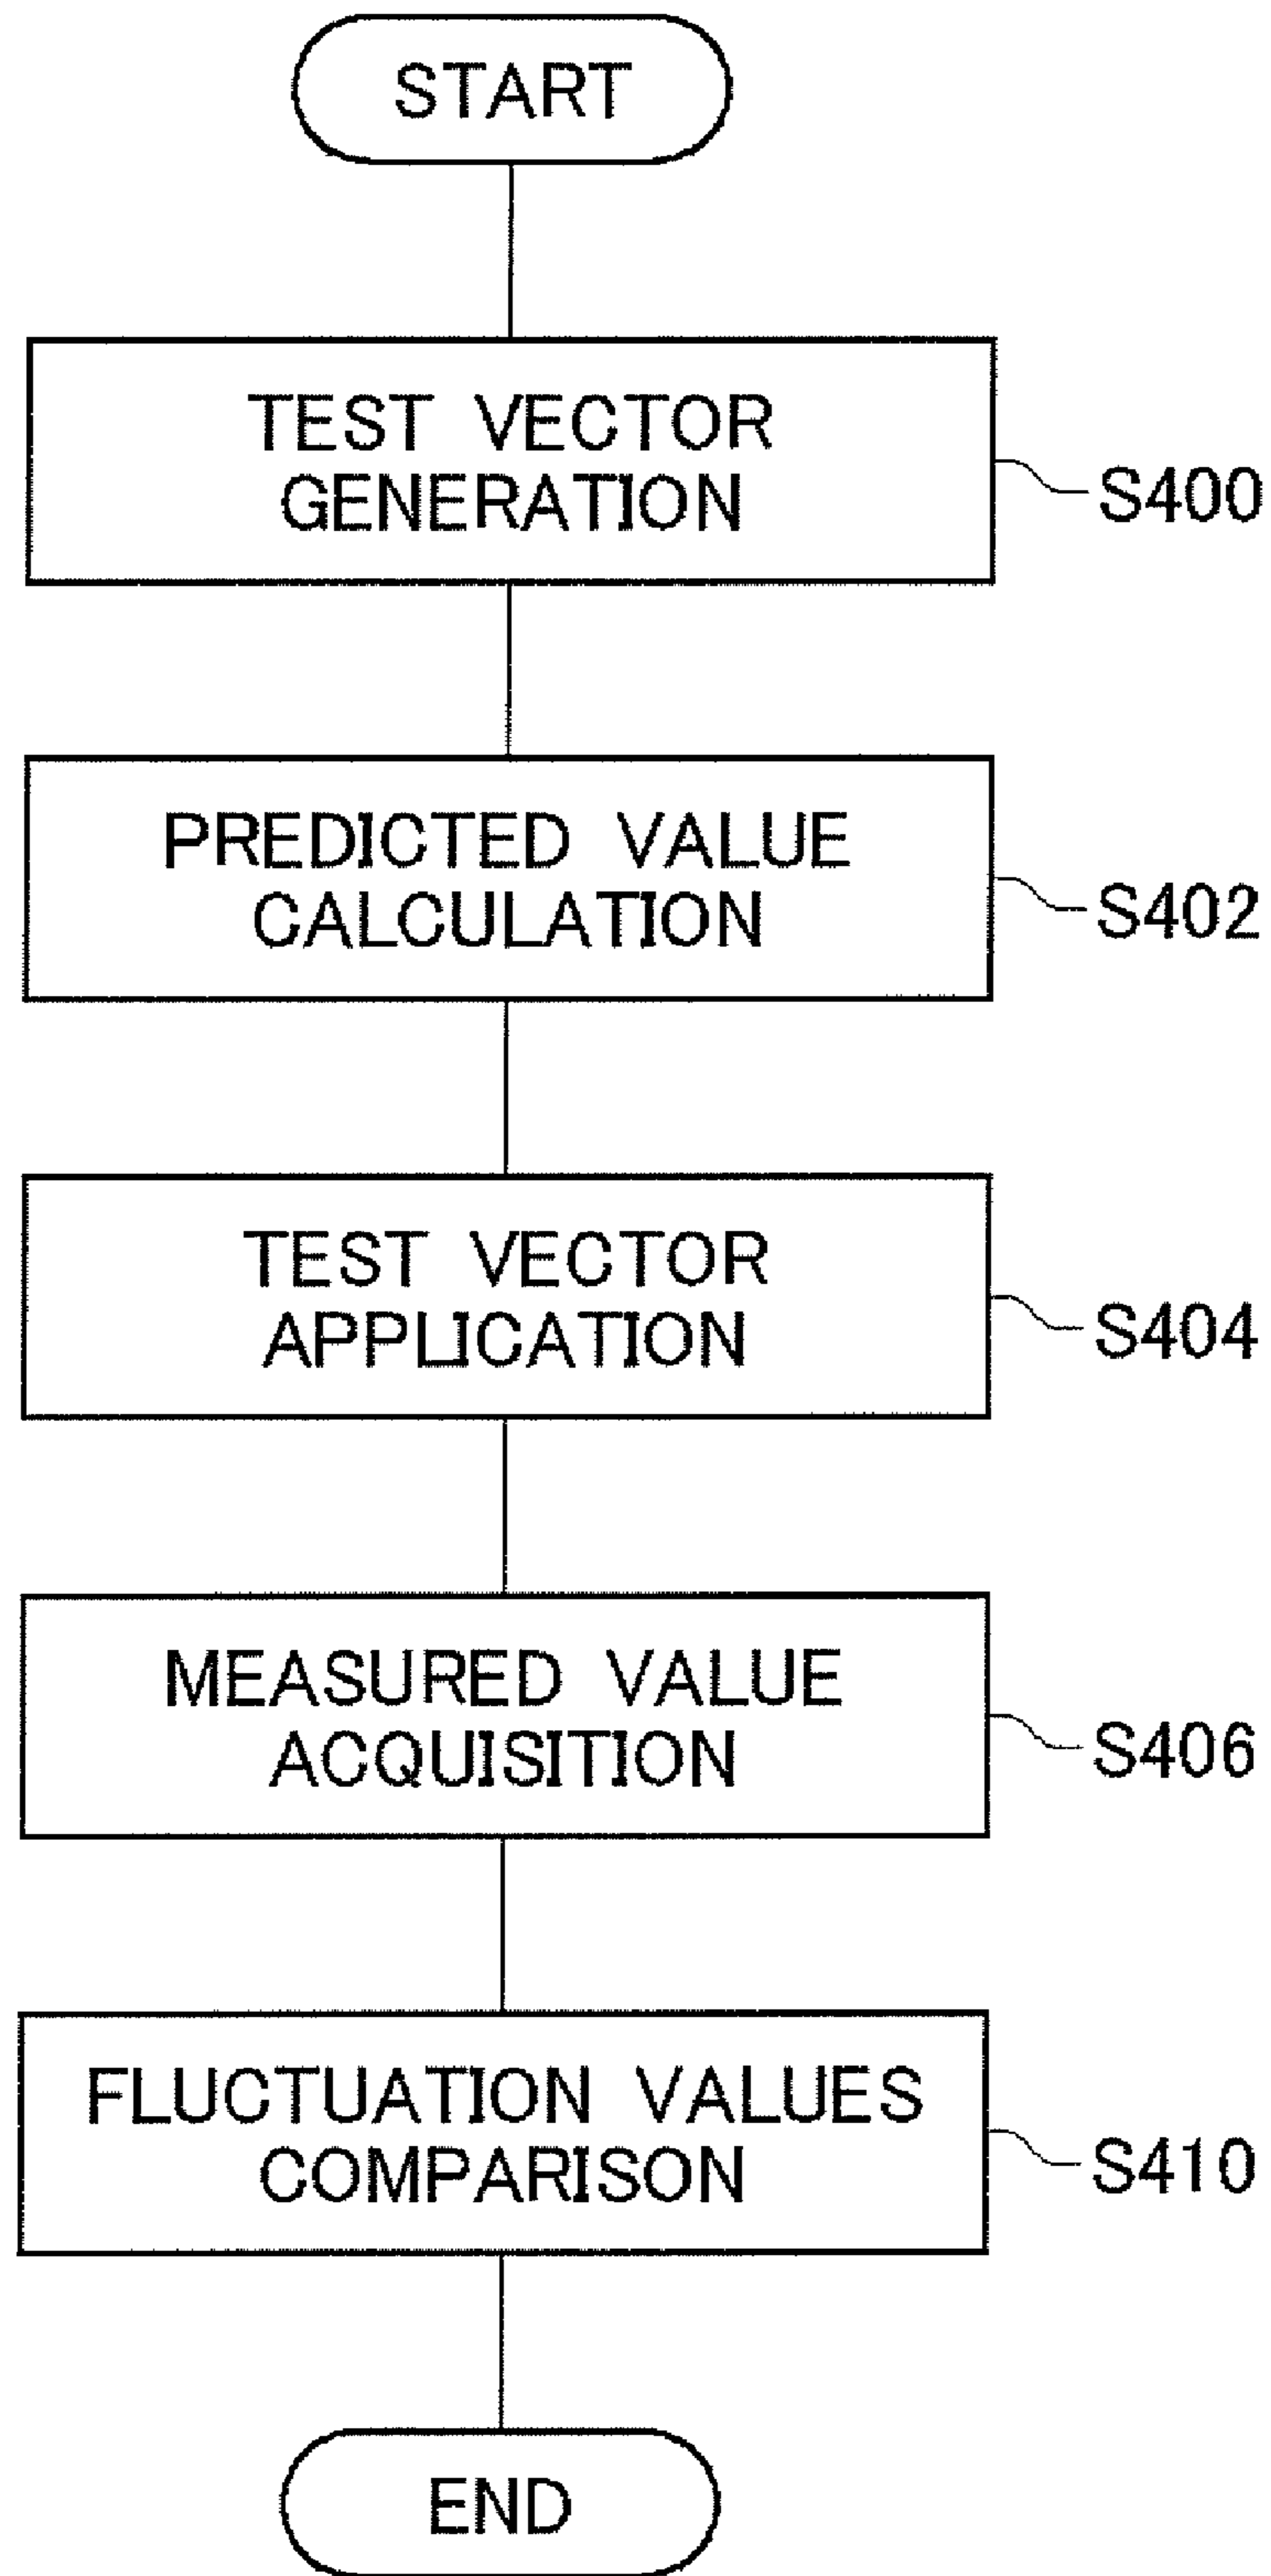 START
TEST VECTOR
GENERATION
S400
PREDICTED VALUE
CALCULATION
S402
TEST VECTOR
APPLICATION
S404
MEASURED VALUE
ACQUISITION
S406
FLUCTUATION VALUES
COMPARISON
S410
END